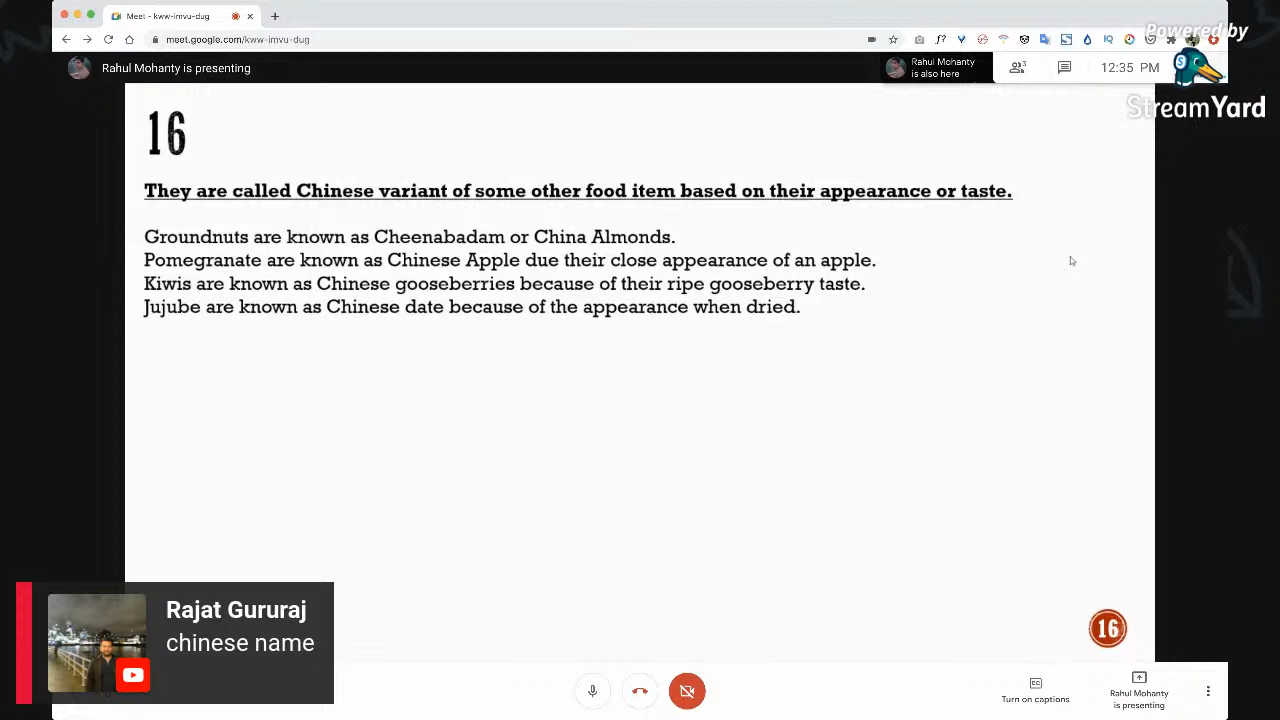 Meet - kww-imvu-dug
meet.google.com/kww-imvu-dug
Powered by
StreamYard
Rahul Mohanty is presenting
Rahul Mohanty
is also here
3
12:35 PM
16
They are called Chinese variant of some other food item based on their appearance or taste.
Groundnuts are known as Cheenabadam or China Almonds.
Pomegranate are known as Chinese Apple due their close appearance of an apple.
Kiwis are known as Chinese gooseberries because of their ripe gooseberry taste.
Jujube are known as Chinese date because of the appearance when dried.
Rajat Gururaj
chinese name
16
Turn on captions
Rahul Mohanty
is presenting